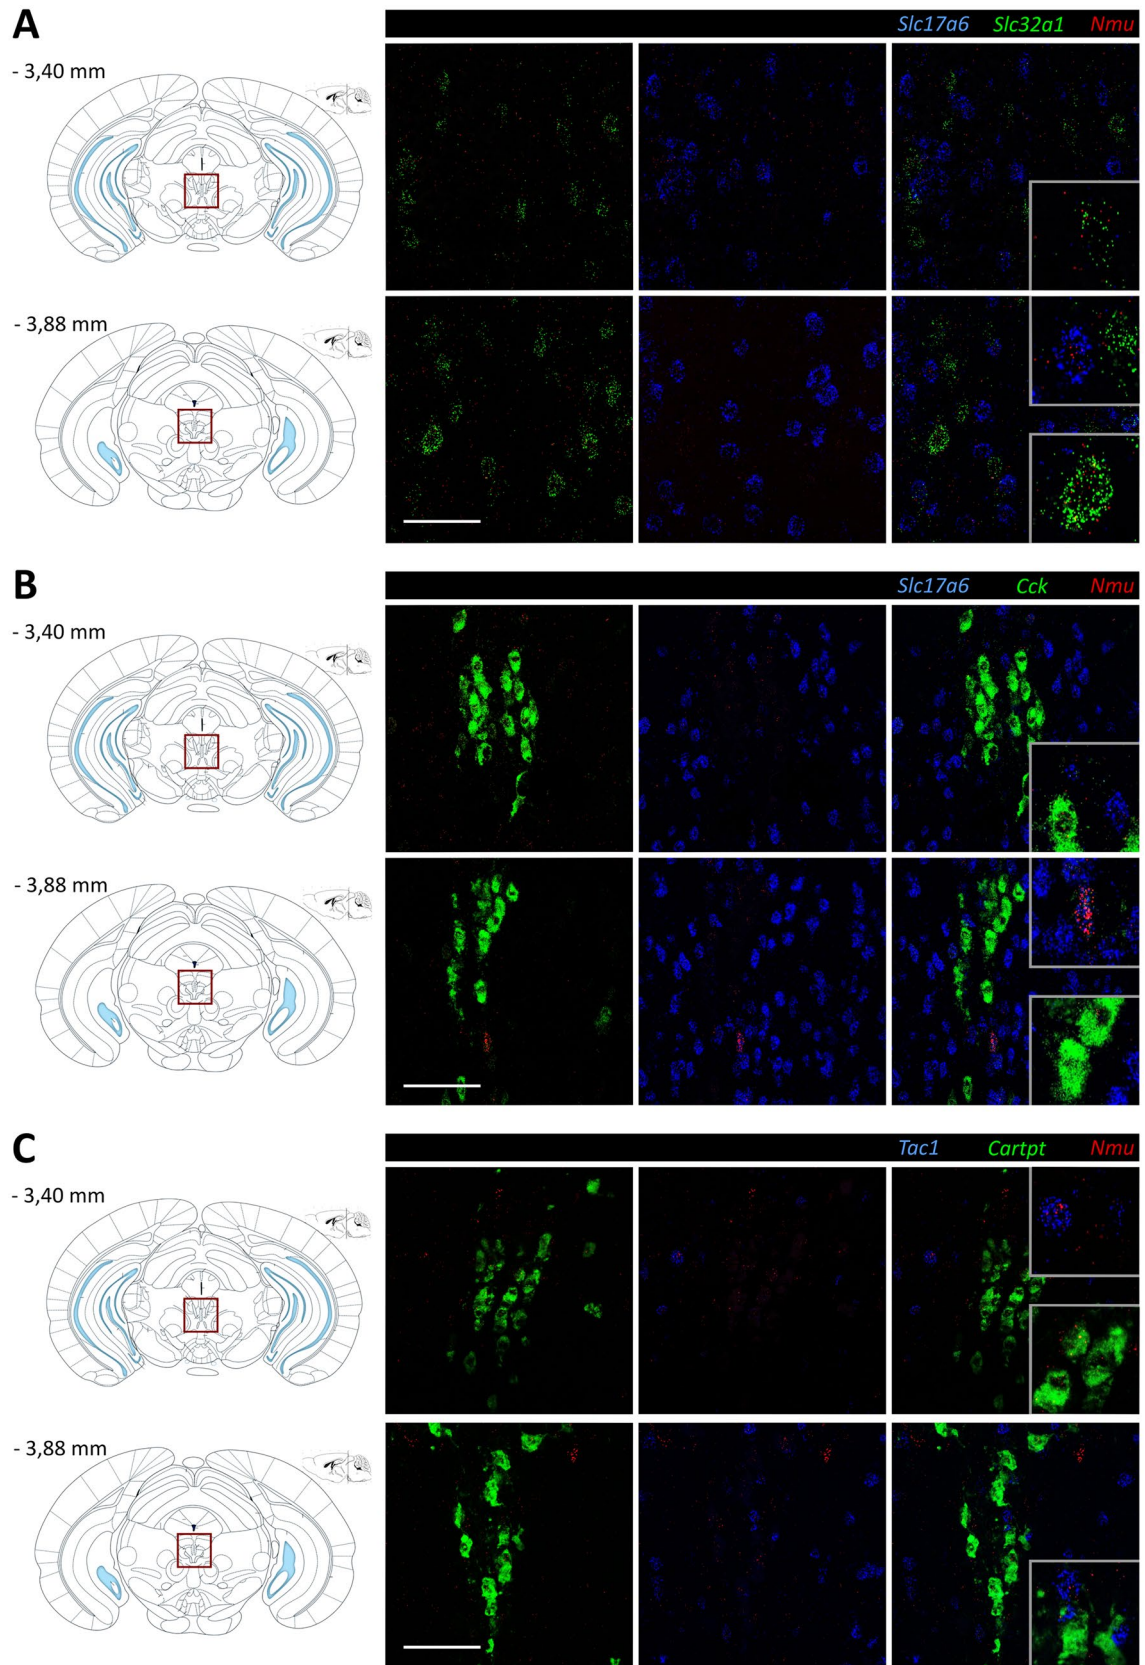 A
Slc17a6 Slc32a1 Nmu
- 3,40 mm
- 3,88 mm
B
Slc17a6 Cck Nmu
- 3,40 mm
- 3,88 mm
C
Tac1 Cartpt Nmu
- 3,40 mm
- 3,88 mm